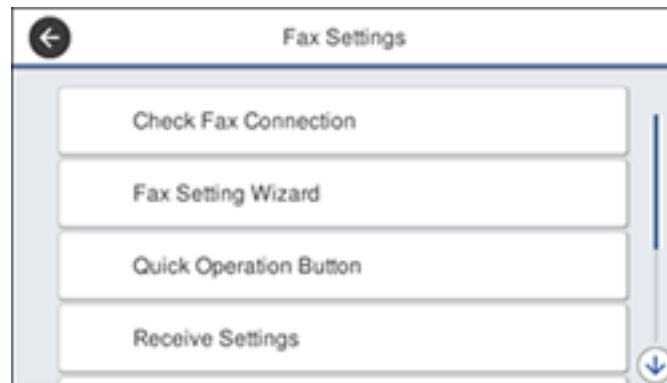 Fax Settings
Check Fax Connection
Fax Setting Wizard
Quick Operation Button
Receive Settings